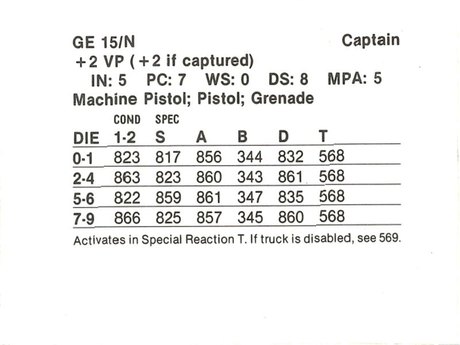 GE 15/N Captain
+2 VP (+2 if captured)
IN: 5 PC: 7 WS: 0 DS: 8 MPA: 5
Machine Pistol; Pistol; Grenade
COND SPEC
DIE 1-2 S A B D T
0-1 823 817 856 344 832 568
2-4 863 823 860 343 861 568
5-6 822 859 861 347 835 568
7-9 866 825 857 345 860 568
Activates in Special Reaction T. If truck is disabled, see 569.